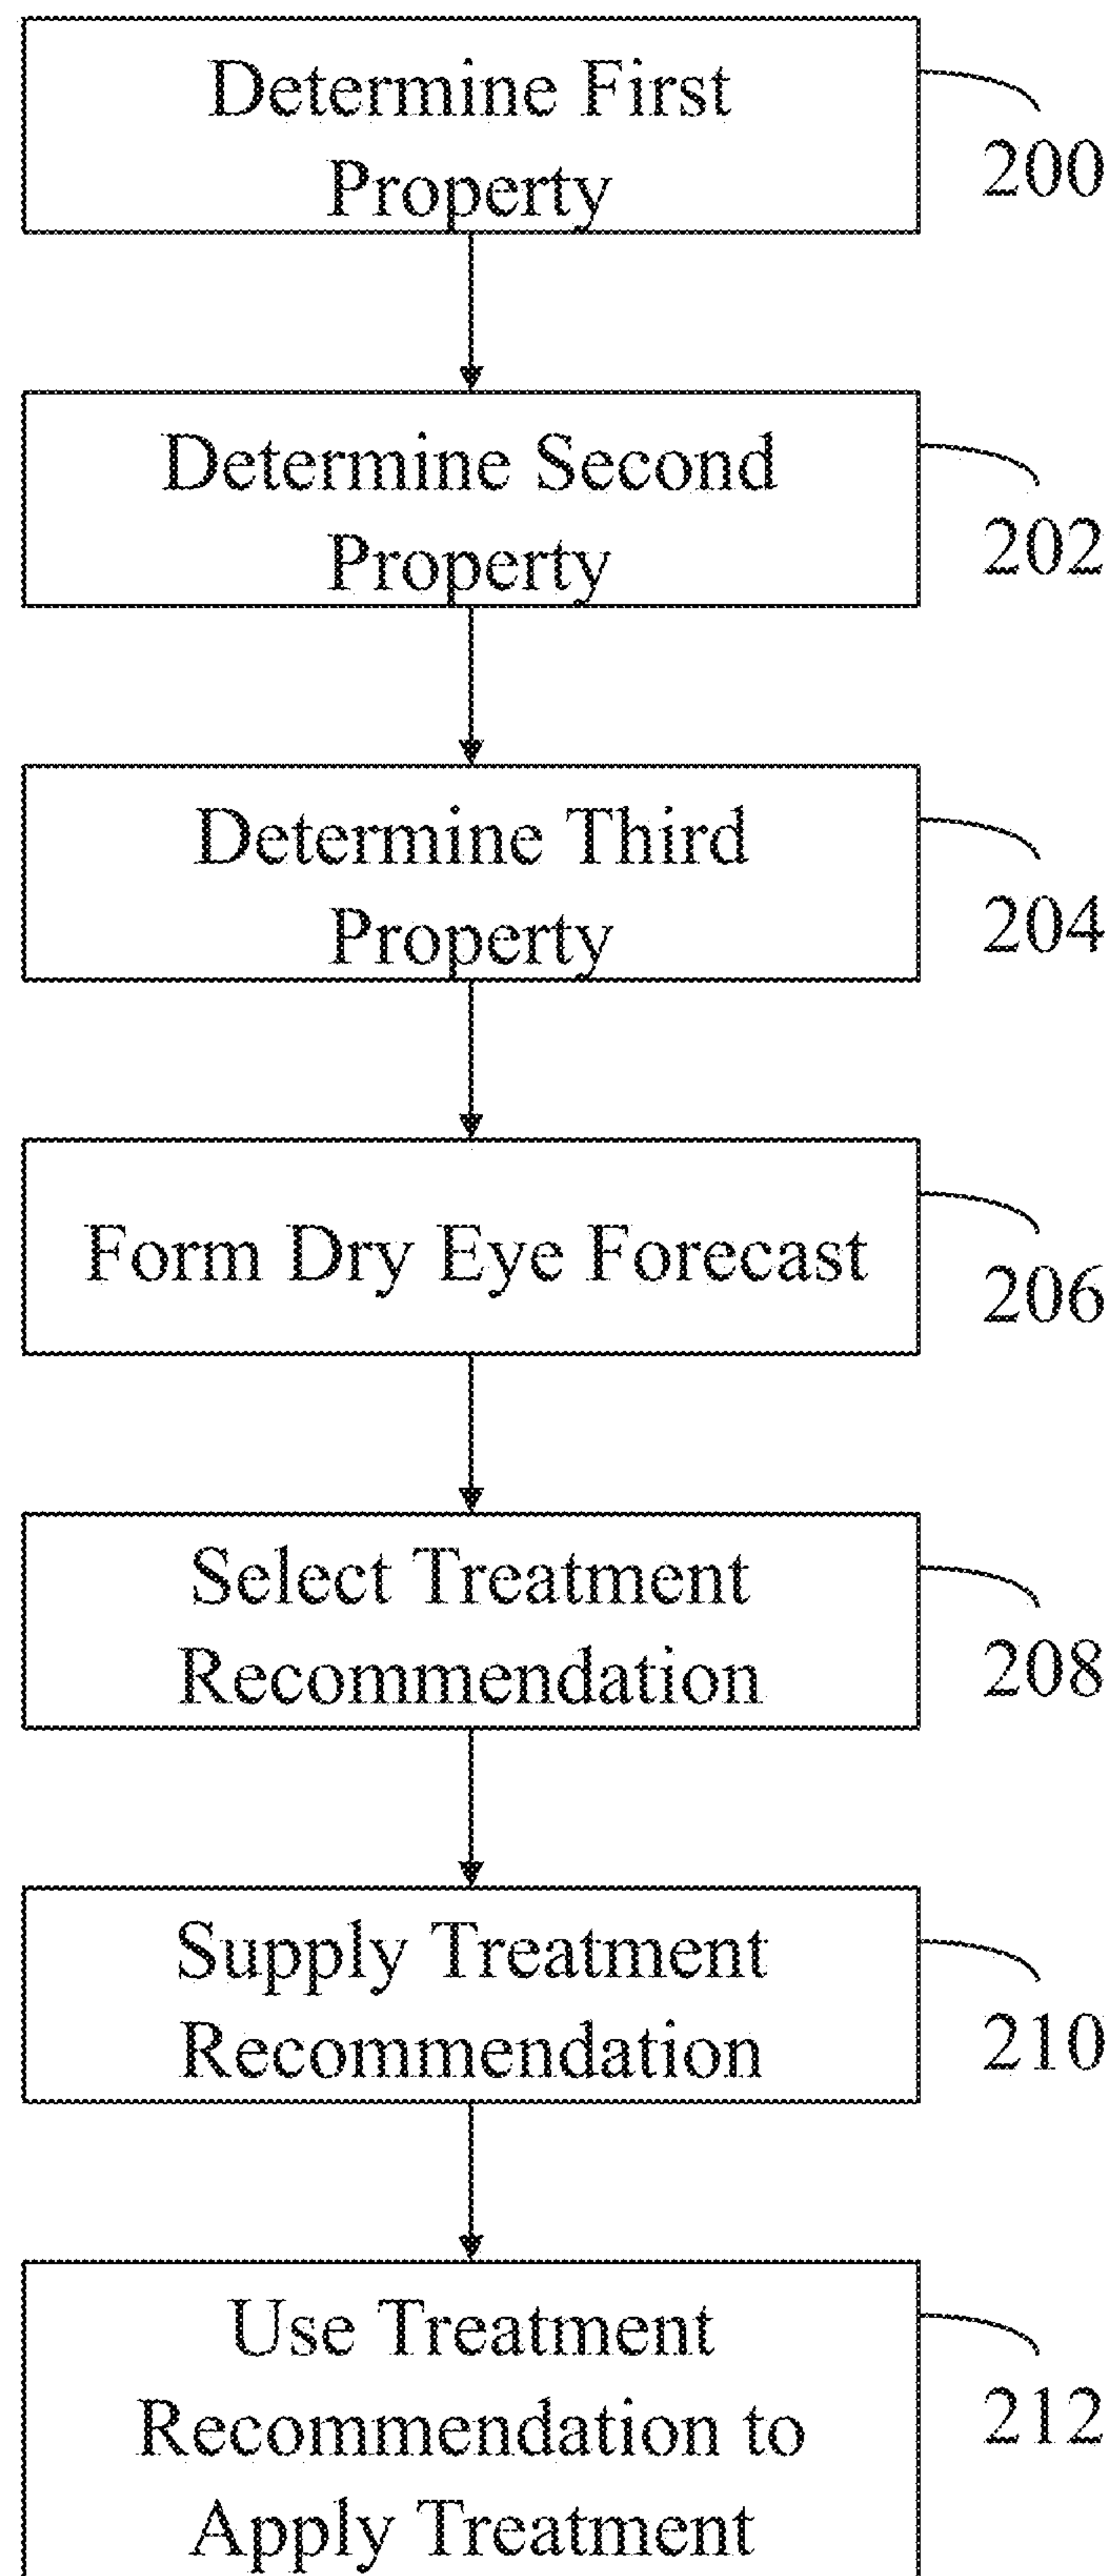 Determine First
Property
200
Determine Second
Property
202
Determine Third
Property
204
Form Dry Eye Forecast
206
Select Treatment
Recommendation
208
Supply Treatment
Recommendation
210
Use Treatment
Recommendation to
Apply Treatment
212